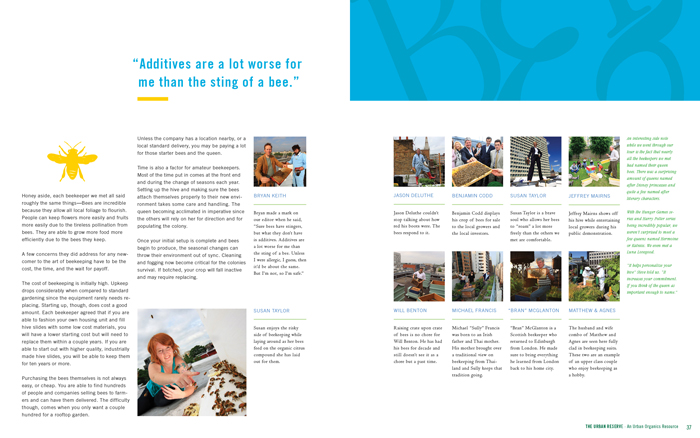 “Additives are a lot worse for
me than the sting of a bee.”
Honey aside, each beekeeper we met all said
roughly the same things—Bees are incredible
because they allow all local foliage to flourish.
People can keep flowers more easily and fruits
more easily due to the tireless pollination from
bees. They are able to grow more food more
efficiently due to the bees they keep.
A few concerns they did address for any new-
comer to the art of beekeeping have to be the
cost, the time, and the wait for payoff.
The cost of beekeeping is initially high. Upkeep
drops considerably when compared to standard
gardening since the equipment rarely needs re-
placing. Starting up, though, does cost a good
amount. Each beekeeper agreed that if you are
able to fashion your own housing unit and fill
hive slides with some low cost materials, you
will have a lower starting cost but will need to
replace them within a couple years. If you are
able to start out with higher quality, industrially
made hive slides, you will be able to keep them
for ten years or more.
Purchasing the bees themselves is not always
easy, or cheap. You are able to find hundreds
of people and companies selling bees to farm-
ers and can have them delivered. The difficulty
though, comes when you only want a couple
hundred for a rooftop garden.
Unless the company has a location nearby, or a
local standard delivery, you may be paying a lot
for those starter bees and the queen.
Time is also a factor for amateur beekeepers.
Most of the time put in comes at the front end
and during the change of seasons each year.
Setting up the hive and making sure the bees
attach themselves properly to their new envi-
ronment takes some care and handling. The
queen becoming acclimated is imperative since
the others will rely on her for direction and for
populating the colony.
Once your initial setup is complete and bees
begin to produce, the seasonal changes can
throw their environment out of sync. Cleaning
and fogging now become critical for the colonies
survival. If botched, your crop will fall inactive
and may require replacing.
BRYAN KEITH
Bryan made a mark on
our editor when he said,
“Sure bees have stingers,
but what they don't have
is additives. Additives are
a lot worse for me than
the sting of a bee. Unless
I were allergic, I guess, then
it'd be about the same.
But I'm not, so I'm safe.”
SUSAN TAYLOR
Susan enjoys the risky
side of beekeeping while
laying around as her bees
feed on the organic citrus
compound she has laid
out for them.
JASON DELUTHE
Jason Deluthe couldn't
stop talking about how
red his boots were. The
bees respond to it.
BENJAMIN CODD
Benjamin Codd displays
his crop of bees for sale
to the local growers and
the local investors.
SUSAN TAYLOR
Susan Taylor is a brave
soul who allows her bees
to “roam” a lot more
freely that the others we
met are comfortable.
JEFFREY MAIRNE
Jeffrey Mairns shows off
his hive while entertaining
local growers during his
public demonstration.
WILL BENTON
Raising crate upon crate
of bees is no chore for
Will Benton. He has had
his bees for decade and
still doesn't see it as a
chore but a past time.
MICHAEL FRANCIS
Michael “Sully” Francis
was born to an Irish
father and Thai mother.
His mother brought over
a traditional view on
beekeeping from Thai-
land and Sully keeps that
tradition going.
“BRAN” MCGLANTON
“Bran” McGlanton is a
Scottish beekeeper who
returned to Edinburgh
from London. He made
sure to bring everything
he learned from London
back to his home city.
MATTHEW & AGNES
The husband and wife
combo of Matthew and
Agnes are seen here fully
clad in beekeeping suits.
These two are an example
of an upper class couple
who enjoy beekeeping as
a hobby.
An interesting side note
while we went through our
tour is the fact that nearly
all the beekeepers we met
had named their queen
bees. There was a surprising
amount of queens named
after Disney princesses and
quite a few named after
literary characters.
With the Hunger Games se-
ries and Harry Potter series
being incredibly popular, we
weren't surprised to meet a
few queens named Hermione
or Katniss. We even met a
Luna Lovegood.
“It helps personalize your
bees” Sven told us. “It
increases your commitment
if you think of the queen as
important enough to name.”
THE URBAN RESERVE - An Urban Organics Resource 37